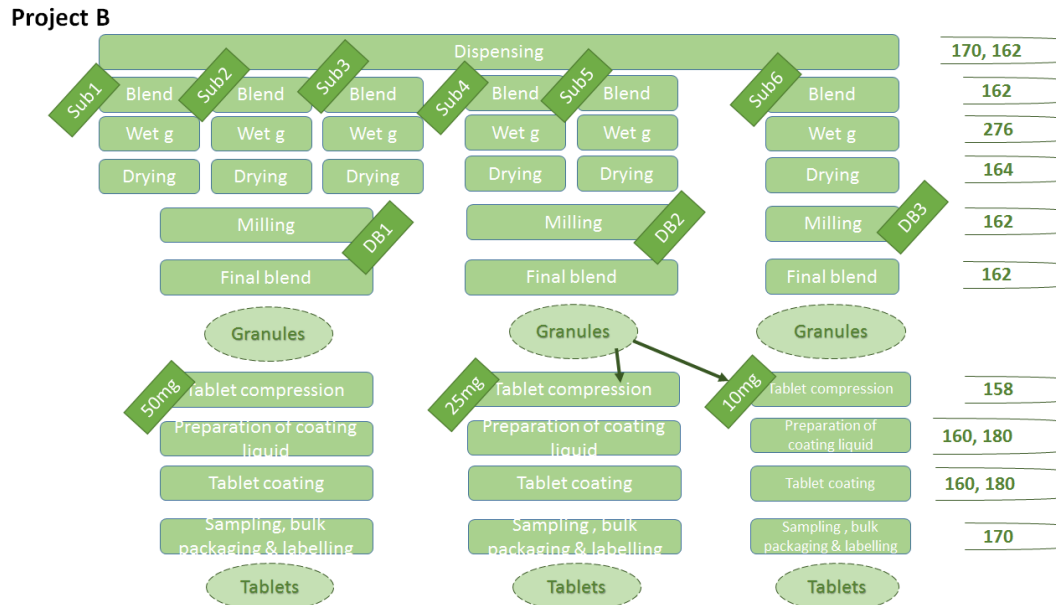 Project B
Dispensing
170, 162
Sub1
Sub2
Sub3
Sub4
Sub5
Sub6
Blend
Blend
Blend
Blend
Blend
Blend
162
Wet g
Wet g
Wet g
Wet g
Wet g
Wet g
276
Drying
Drying
Drying
Drying
Drying
Drying
164
Milling
DB1
Milling
DB2
Milling
DB3
162
Final blend
Final blend
Final blend
162
Granules
Granules
Granules
50mg
Tablet compression
25mg
Tablet compression
10mg
Tablet compression
158
Preparation of coating
liquid
Preparation of coating
liquid
Preparation of
coating liquid
160, 180
Tablet coating
Tablet coating
Tablet coating
160, 180
Sampling, bulk
packaging & labelling
Sampling , bulk
packaging & labelling
Sampling , bulk
packaging & labelling
170
Tablets
Tablets
Tablets